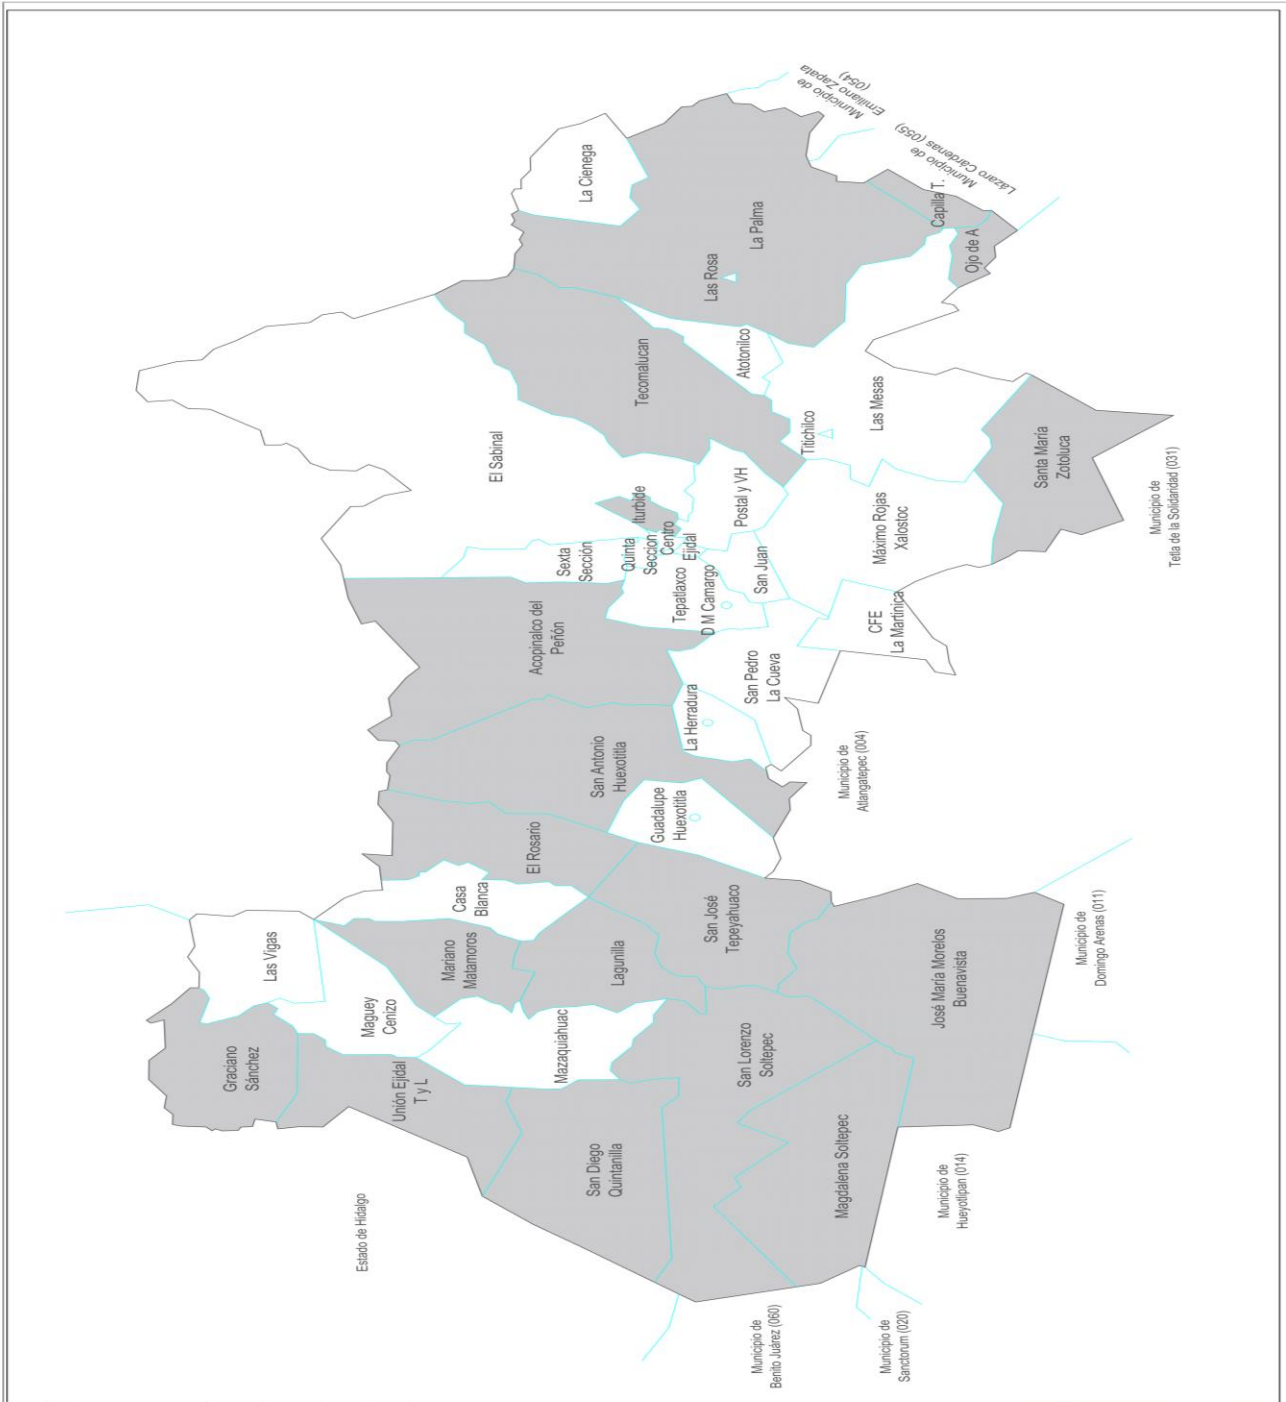 Estado de Hidalgo
Graciano
Sánchez
Las Vigas
Maguey
Cenizo
Unión Ejidal
T y L
Mariano
Matamoros
Casa
Blanca
El Rosario
Mazaquiahuac
Lagunilla
San Diego
Quintanilla
San Lorenzo
Soltepec
San José
Tepeyahuaco
Magdalena Soltepec
José María Morelos
Buenavista
Guadalupe
Huexotitla
San Antonio
Huexotitla
La Herradura
Acopinalco del
Peñón
San Pedro
La Cueva
Sexta
Sección
Quinta
Seccion
Centro
Iturbide
Ejidal
Tepatlaxco
D M Camargo
San Juan
Postal y VH
CFE
La Martinica
Máximo Rojas
Xalostoc
El Sabinal
Tecomalucan
Atotonilco
Titichilco
Las Mesas
Santa María
Zotoluca
Las Rosa
La Palma
La Cienega
Capilla T.
Ojo de A
Municipio de
Benito Juárez (060)
Municipio de
Sanctorum (020)
Municipio de
Hueyotlipan (014)
Municipio de
Domingo Arenas (011)
Municipio de
Atlangatepec (004)
Municipio de
Tetla de la Solidaridad (031)
Municipio de
Lázaro Cárdenas (055)
Municipio de
Emiliano Zapata
(054)